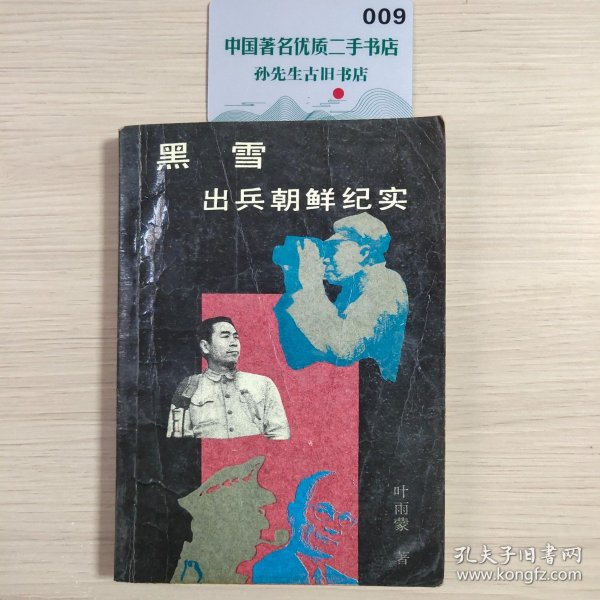 009
中国著名优质二手书店
孙先生古旧书店
黑雪
出兵朝鲜纪实
叶雨蒙 著
孔夫子旧书网
www.kongfz.com